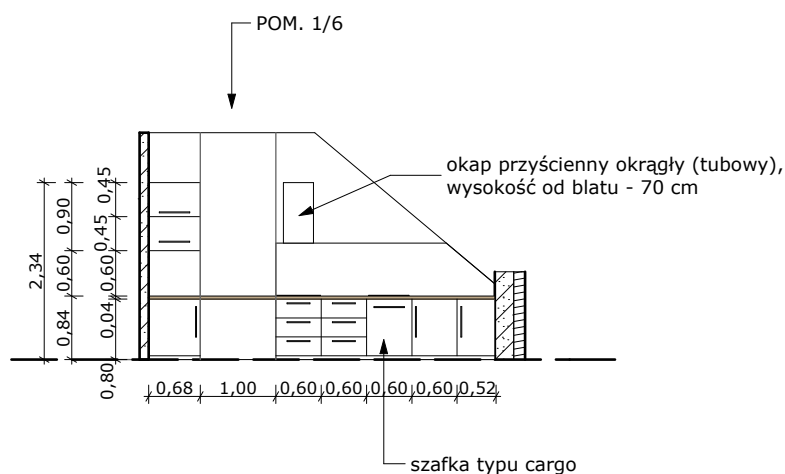 POM. 1/6
okap przyścienny okrągły (tubowy),
wysokość od blatu - 70 cm
2,34
0,90
0,60
0,84
0,45
0,45
0,60
0,04
0,80
0,68 1,00 0,60 0,60 0,60 0,60 0,52
szafka typu cargo